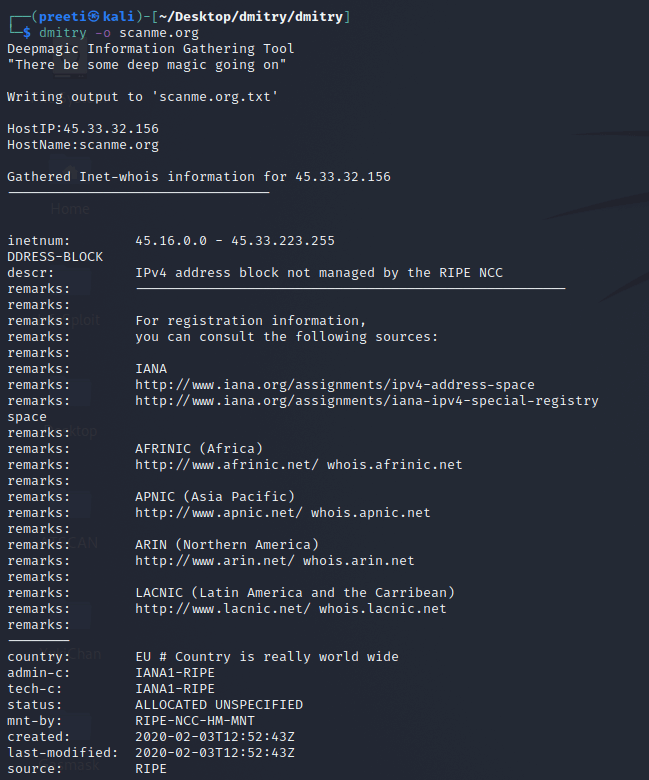 ┌──(preeti㉿kali)-[~/Desktop/dmitry/dmitry]
└─$ dmitry -o scanme.org
Deepmagic Information Gathering Tool
"There be some deep magic going on"
Writing output to 'scanme.org.txt'
HostIP:45.33.32.156
HostName:scanme.org
Gathered Inet-whois information for 45.33.32.156
---------------------------------
Home
inetnum:        45.16.0.0 - 45.33.223.255
DDRESS-BLOCK
descr:          IPv4 address block not managed by the RIPE NCC
remarks:        ------------------------------------------------------
remarks:
remarks:        For registration information,
remarks:        you can consult the following sources:
remarks:
remarks:        IANA
remarks:        http://www.iana.org/assignments/ipv4-address-space
remarks:        http://www.iana.org/assignments/iana-ipv4-special-registry
space
remarks:
remarks:        AFRINIC (Africa)
remarks:        http://www.afrinic.net/ whois.afrinic.net
remarks:
remarks:        APNIC (Asia Pacific)
remarks:        http://www.apnic.net/ whois.apnic.net
remarks:
remarks:        ARIN (Northern America)
remarks:        http://www.arin.net/ whois.arin.net
remarks:
remarks:        LACNIC (Latin America and the Carribean)
remarks:        http://www.lacnic.net/ whois.lacnic.net
remarks:
--------
country:        EU # Country is really world wide
admin-c:        IANA1-RIPE
tech-c:         IANA1-RIPE
status:         ALLOCATED UNSPECIFIED
mnt-by:         RIPE-NCC-HM-MNT
created:        2020-02-03T12:52:43Z
last-modified:  2020-02-03T12:52:43Z
source:         RIPE